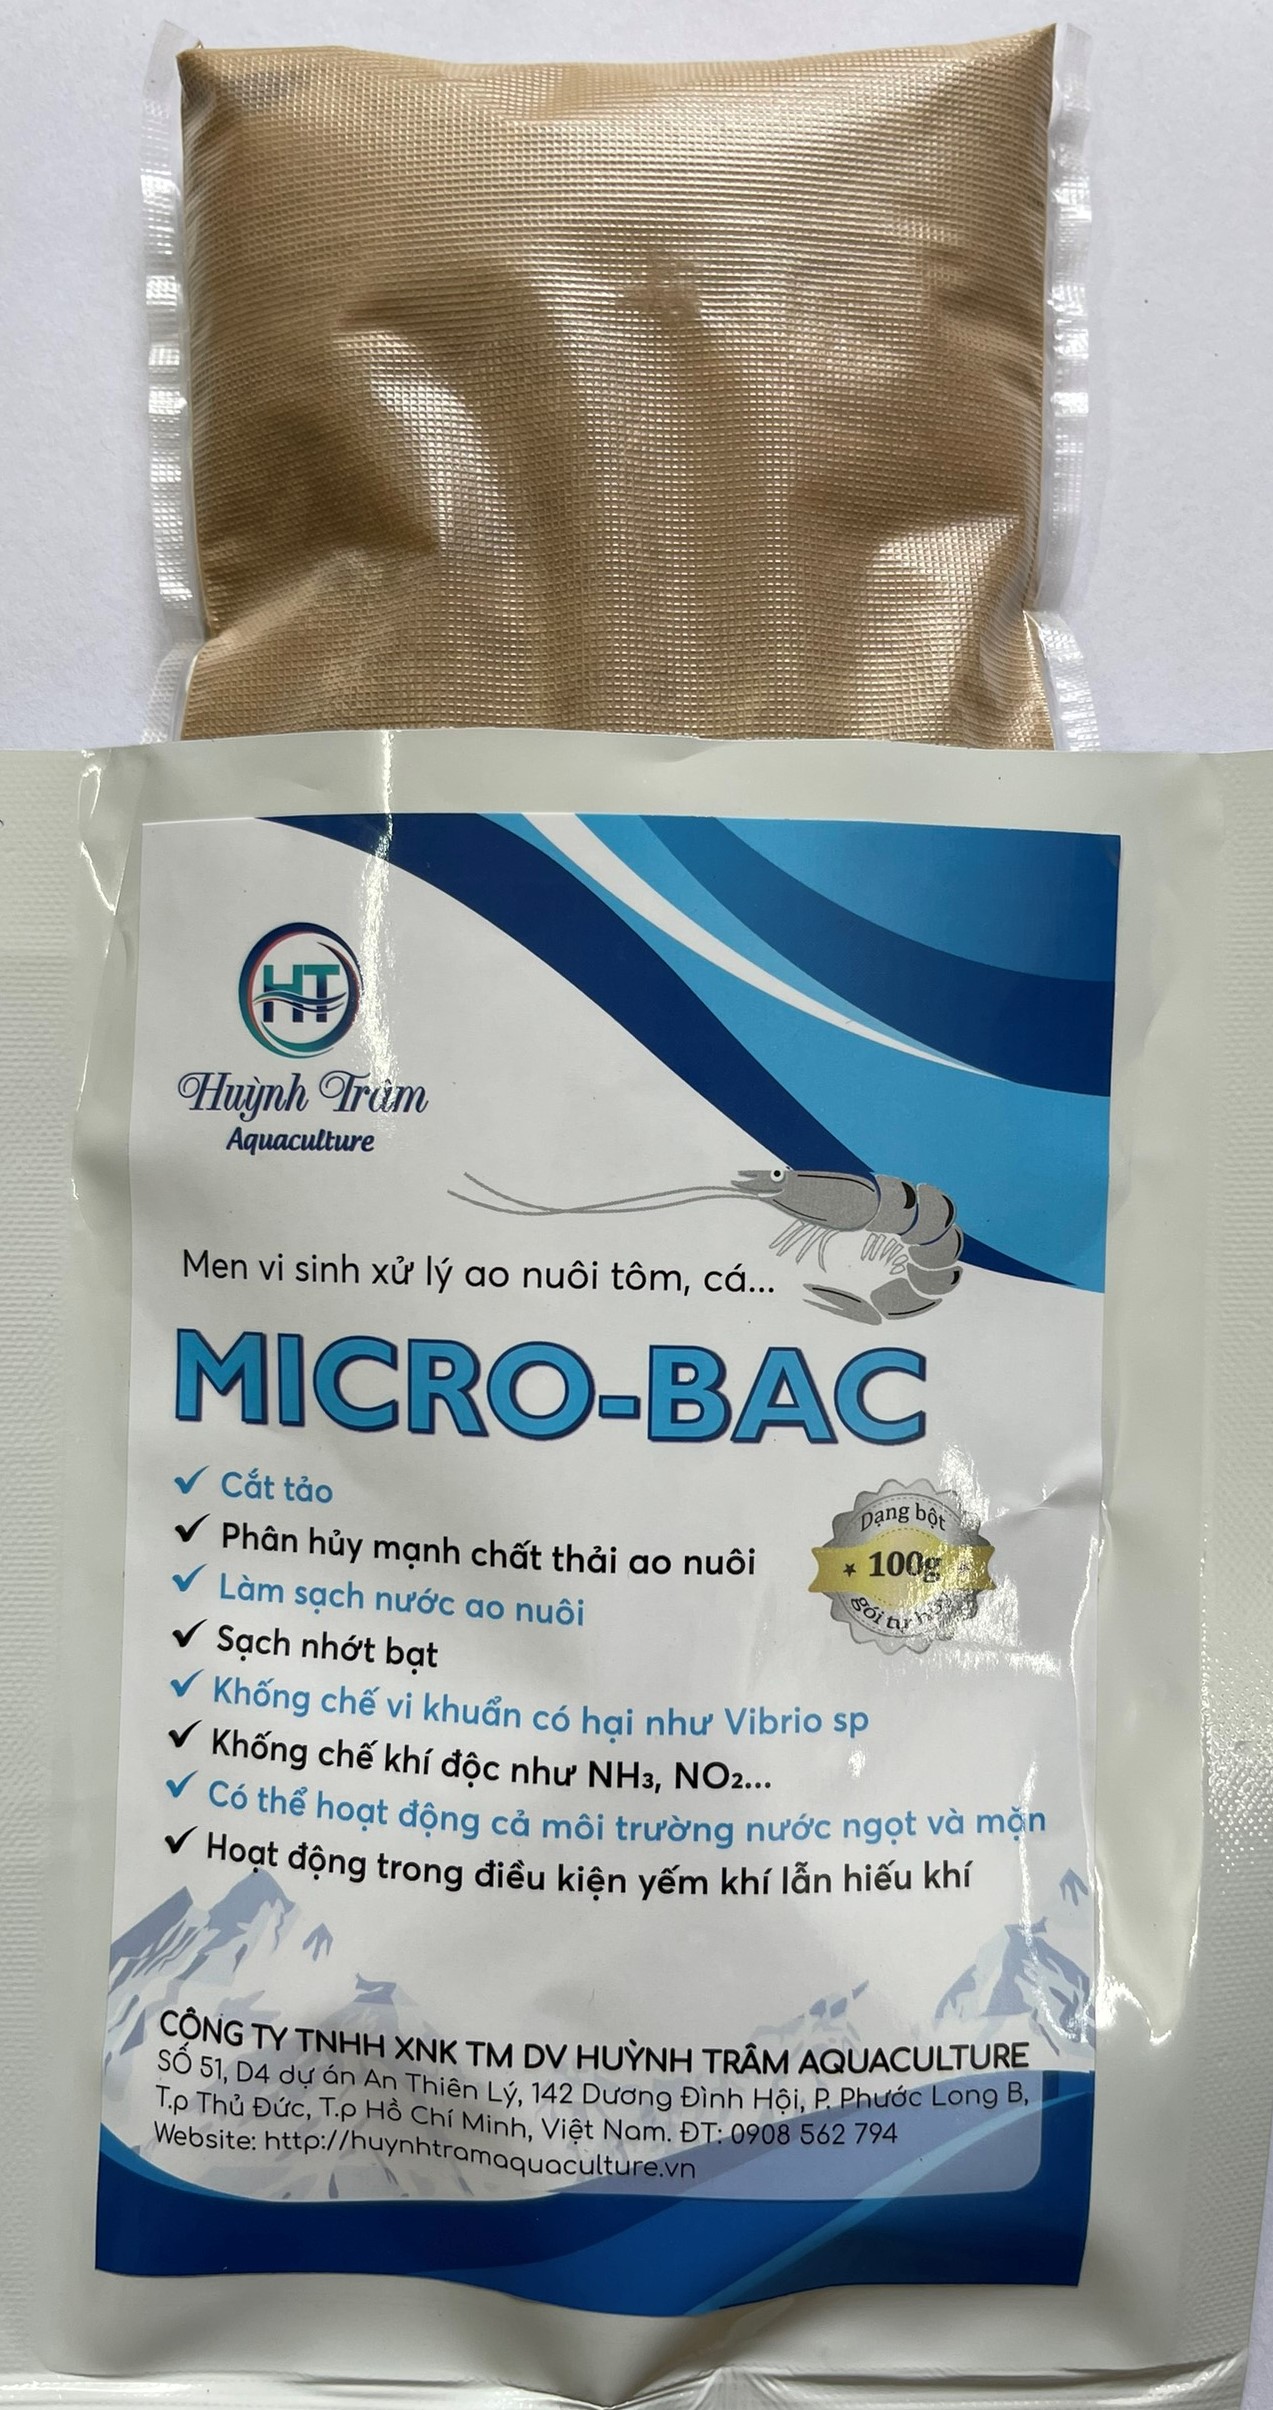 HT
Huỳnh Trâm
Aquaculture
Men vi sinh xử lý ao nuôi tôm, cá...
MICRO-BAC
✓ Cắt tảo
✓ Phân hủy mạnh chất thải ao nuôi
✓ Làm sạch nước ao nuôi
✓ Sạch nhớt bạt
✓ Khống chế vi khuẩn có hại như Vibrio sp
✓ Khống chế khí độc như NH₃, NO₂...
✓ Có thể hoạt động cả môi trường nước ngọt và mặn
✓ Hoạt động trong điều kiện yếm khí lẫn hiếu khí
Dạng bột
100g
gói tự
CÔNG TY TNHH XNK TM DV HUỲNH TRÂM AQUACULTURE
SỐ 51, D4 dự án An Thiên Lý, 142 Dương Đình Hội, P. Phước Long B,
T.p Thủ Đức, T.p Hồ Chí Minh, Việt Nam. ĐT: 0908 562 794
Website: http://huynhtramaquaculture.vn